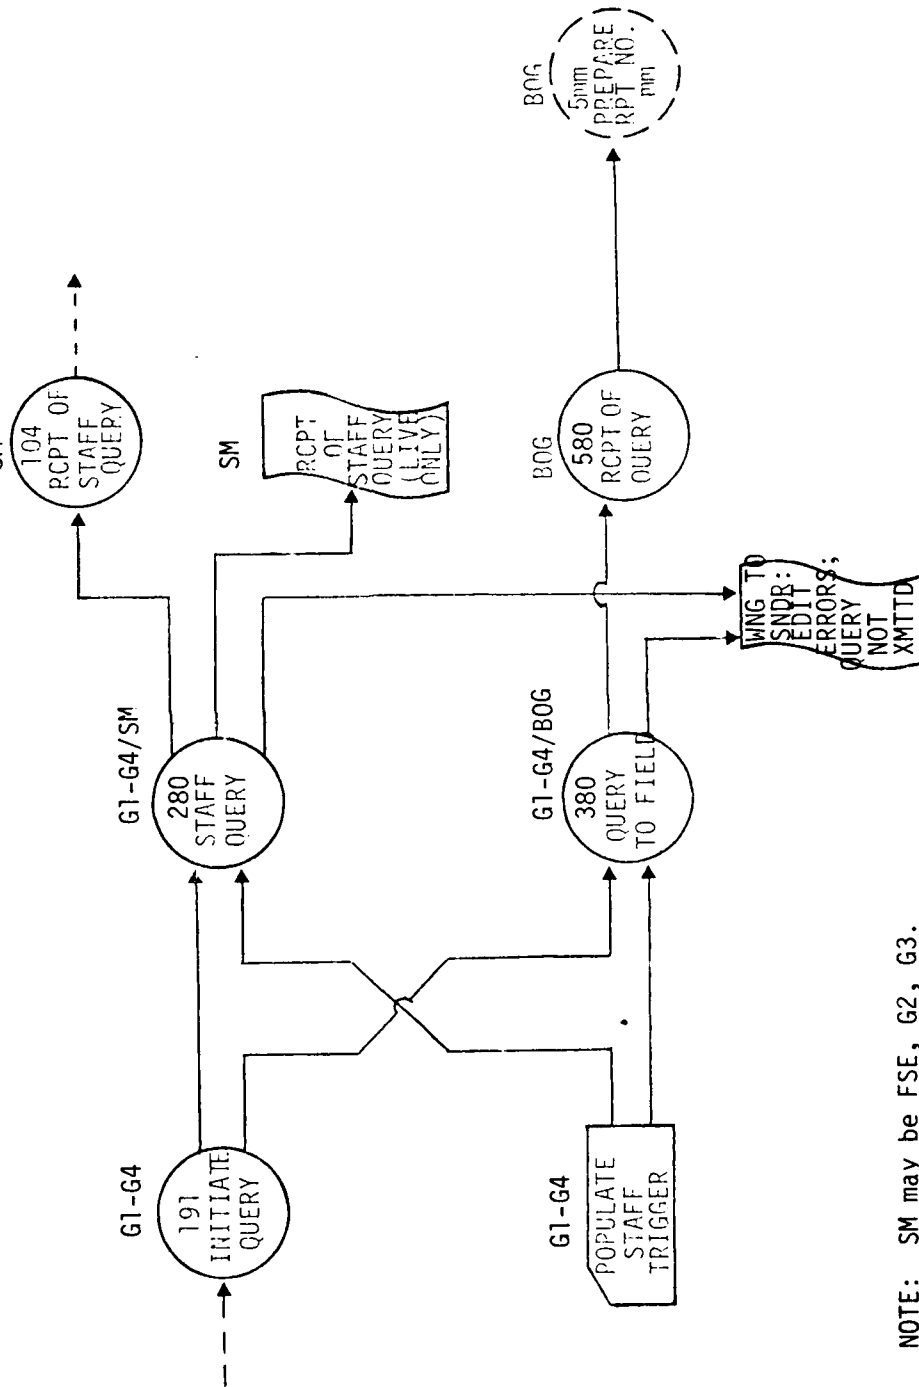 G1-G4
191
INITIATE
QUERY
G1-G4
POPULATE
STAFF
TRIGGER
G1-G4/SM
280
STAFF
QUERY
G1-G4/BOG
380
QUERY
TO FIELD
104
RCPT OF
STAFF
QUERY
SM
RCPT
OF
STAFF
QUERY
(LIVE
ONLY)
BOG
580
RCPT OF
QUERY
WNG TO
SNDR:
EDIT
ERRORS;
QUERY
NOT
XMTTD
BOG
5mm
PREPARE
RPT NO.
mm
NOTE: SM may be FSE, G2, G3.